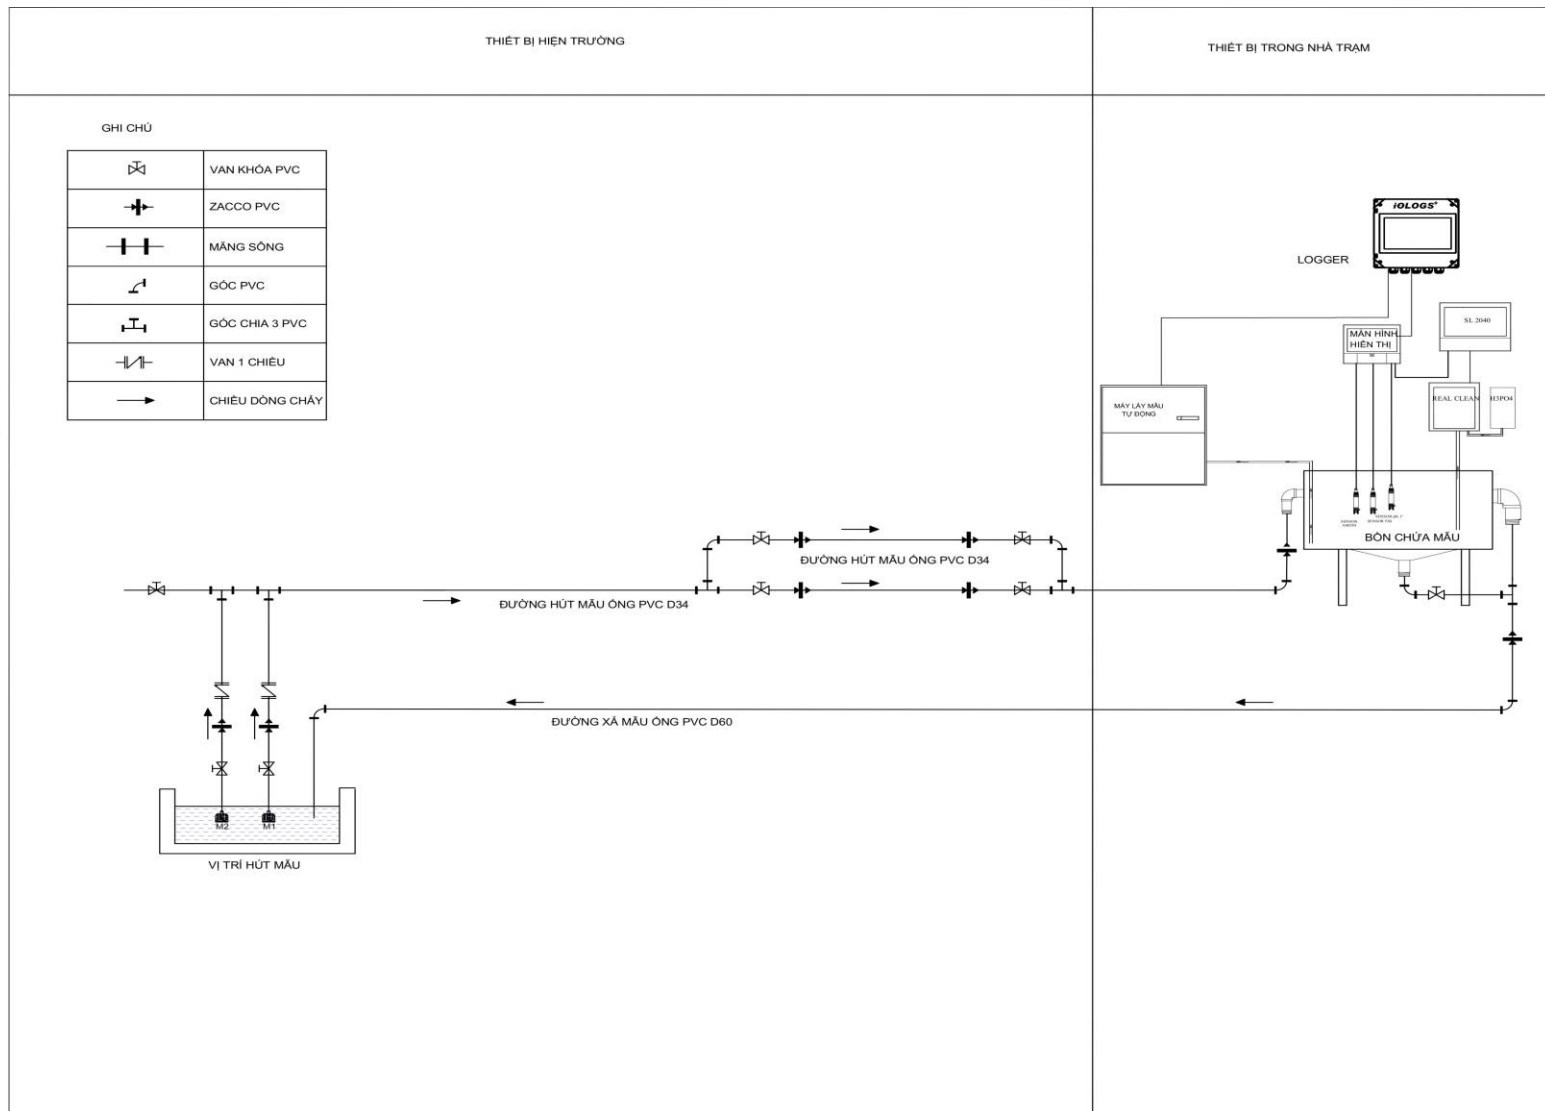 THIẾT BỊ HIỆN TRƯỜNG
THIẾT BỊ TRONG NHÀ TRẠM
GHI CHÚ
VAN KHÓA PVC
ZACCO PVC
MĂNG SÔNG
GÓC PVC
GÓC CHIA 3 PVC
VAN 1 CHIỀU
CHIỀU DÒNG CHẢY
iOLOGS+
LOGGER
SL 2040
MÀN HÌNH
HIỂN THỊ
REAL CLEAN
H3PO4
MÁY LẤY MẪU
TỰ ĐỘNG
BỒN CHỨA MẪU
ĐƯỜNG HÚT MẪU ỐNG PVC D34
ĐƯỜNG HÚT MẪU ỐNG PVC D34
ĐƯỜNG XẢ MẪU ỐNG PVC D60
M2
M1
VỊ TRÍ HÚT MẪU